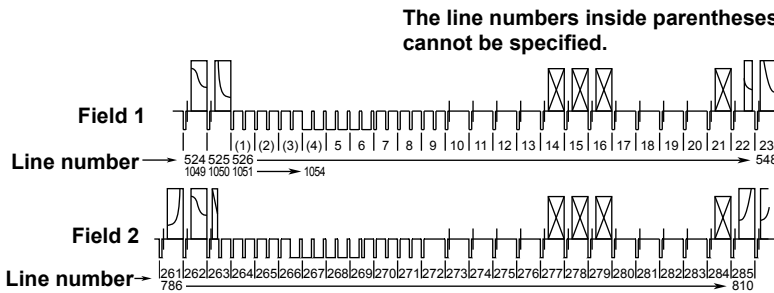 The line numbers inside parentheses
cannot be specified.
Field 1
(1) (2) (3) (4) 5 6 7 8 9 10 11 12 13 14 15 16 17 18 19 20 21 22 23
Line number 524 525 526 548
1049 1050 1051 1054
Field 2
Line number 261 262 263 264 265 266 267 268 269 270 271 272 273 274 275 276 277 278 279 280 281 282 283 284 285
786 810